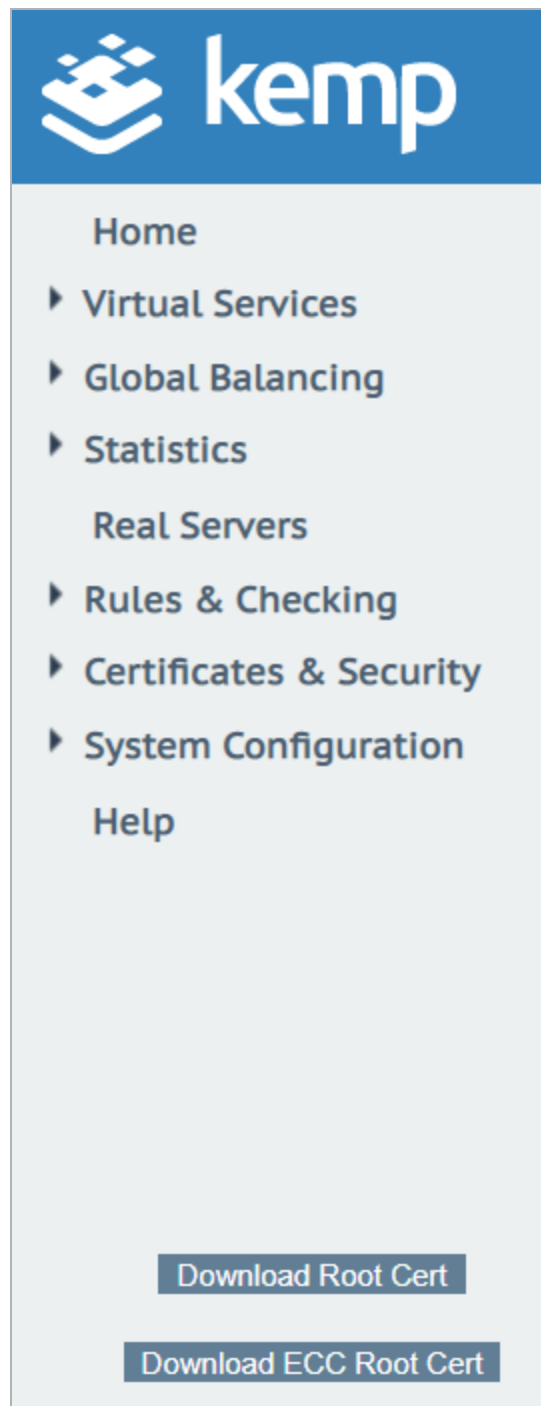 kemp
Home
Virtual Services
Global Balancing
Statistics
Real Servers
Rules & Checking
Certificates & Security
System Configuration
Help
Download Root Cert
Download ECC Root Cert